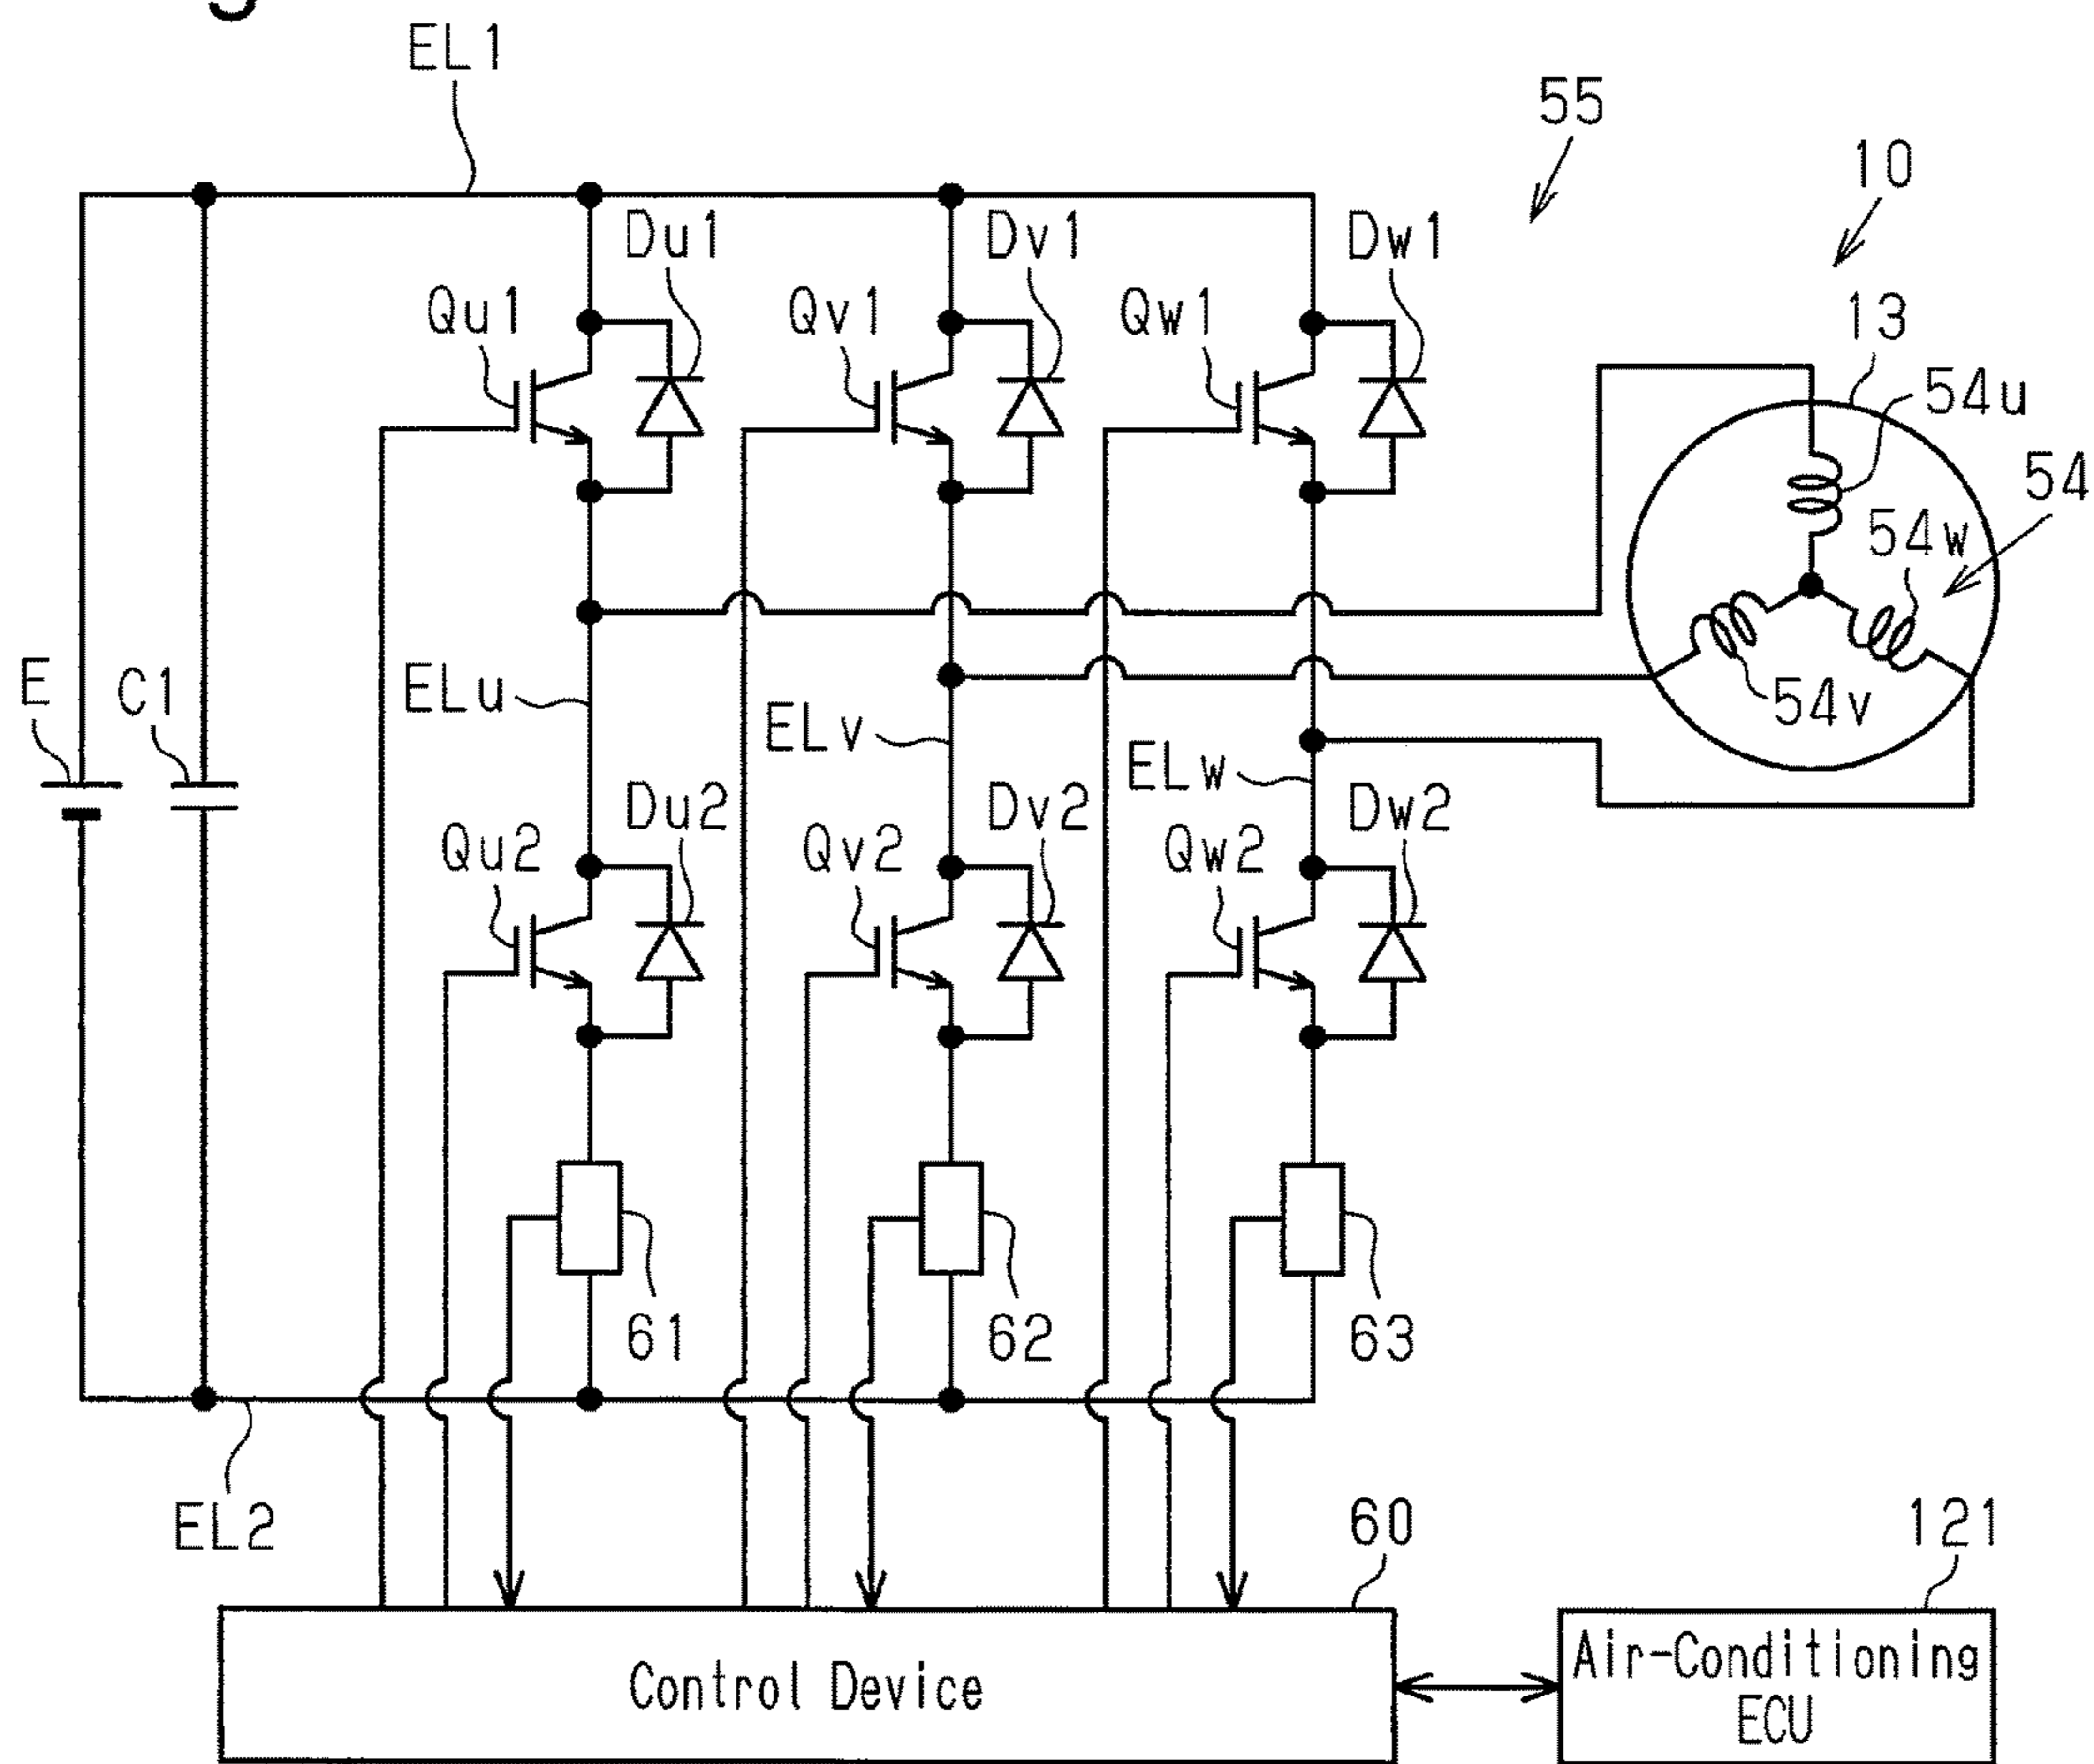 EL1
55
10
Du1
Dv1
Dw1
Qu1
Qv1
Qw1
13
54u
54
54w
E
C1
ELu
ELv
54v
ELw
Du2
Dv2
Dw2
Qu2
Qv2
Qw2
61
62
63
EL2
60
121
Control Device
Air-Conditioning
ECU